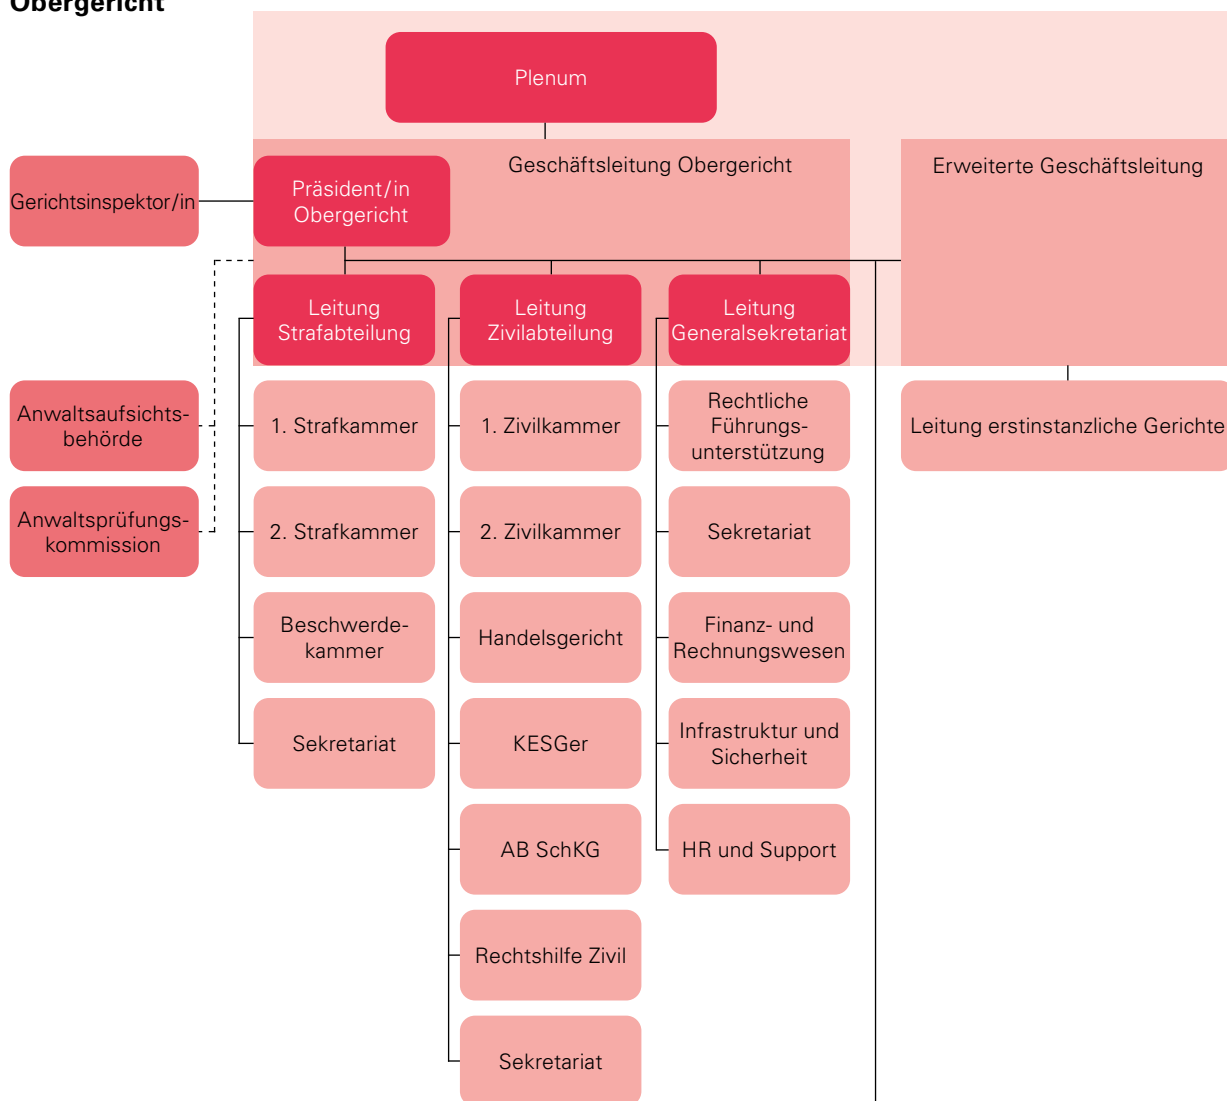 Obergericht
Plenum
Geschäftsleitung Obergericht
Erweiterte Geschäftsleitung
Gerichtsinspektor/in
Präsident/in
Obergericht
Leitung
Strafabteilung
Leitung
Zivilabteilung
Leitung
Generalsekretariat
Anwaltsaufsichts-
behörde
1. Strafkammer
1. Zivilkammer
Rechtliche
Führungs-
unterstützung
Leitung erstinstanzliche Gerichte
Anwaltsprüfungs-
kommission
2. Strafkammer
2. Zivilkammer
Sekretariat
Beschwerde-
kammer
Handelsgericht
Finanz- und
Rechnungswesen
Sekretariat
KESGer
Infrastruktur und
Sicherheit
AB SchKG
HR und Support
Rechtshilfe Zivil
Sekretariat